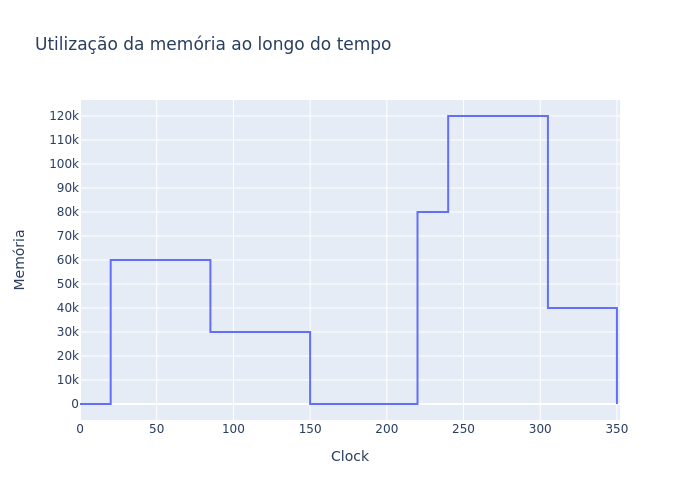 Utilização da memória ao longo do tempo
120k
110k
100k
90k
80k
70k
60k
50k
40k
30k
20k
10k
0
Memória
0 50 100 150 200 250 300 350
Clock